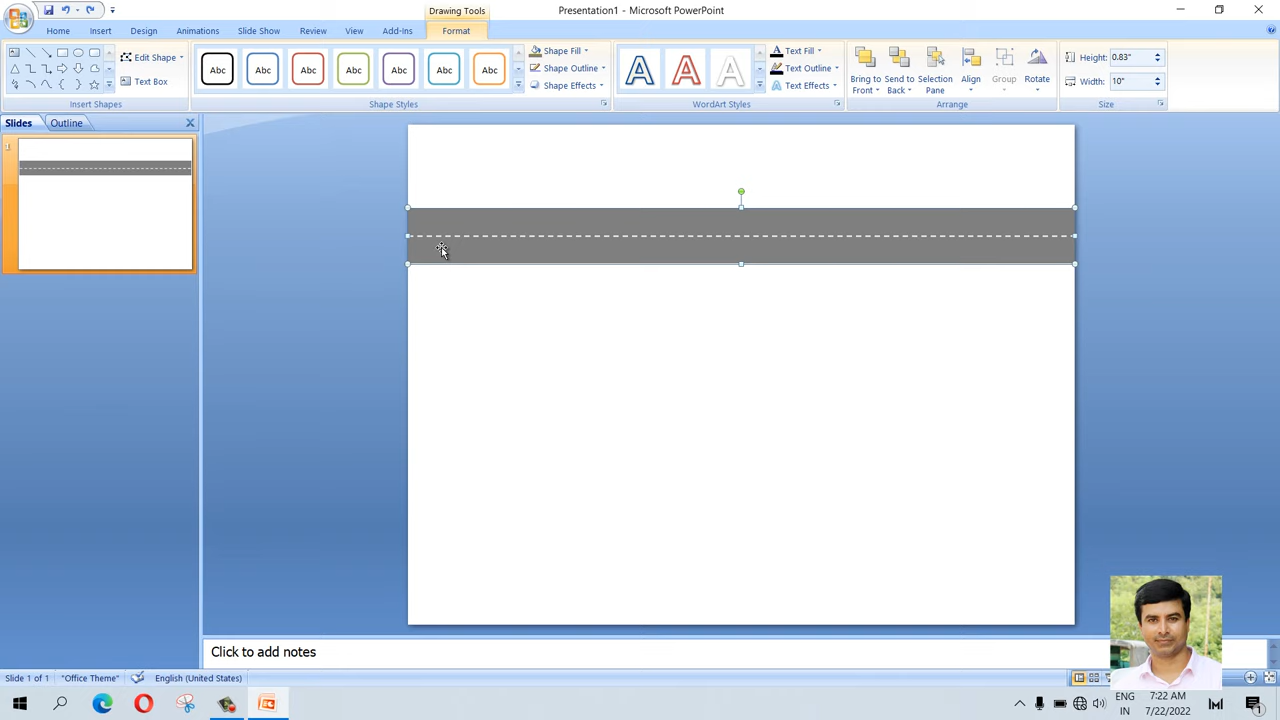 Drawing Tools
Presentation1 - Microsoft PowerPoint
Home Insert Design Animations Slide Show Review View Add-Ins Format
Edit Shape
Text Box
Insert Shapes
Abc Abc Abc Abc Abc Abc Abc
Shape Fill
Shape Outline
Shape Effects
Shape Styles
A A A
Text Fill
Text Outline
Text Effects
WordArt Styles
Bring to Front
Send to Back
Selection Pane
Align
Group
Rotate
Arrange
Height: 0.83"
Width: 10"
Size
Slides Outline
1
Click to add notes
Slide 1 of 1 "Office Theme" English (United States)
ENG
IN
7:22 AM
7/22/2022
1